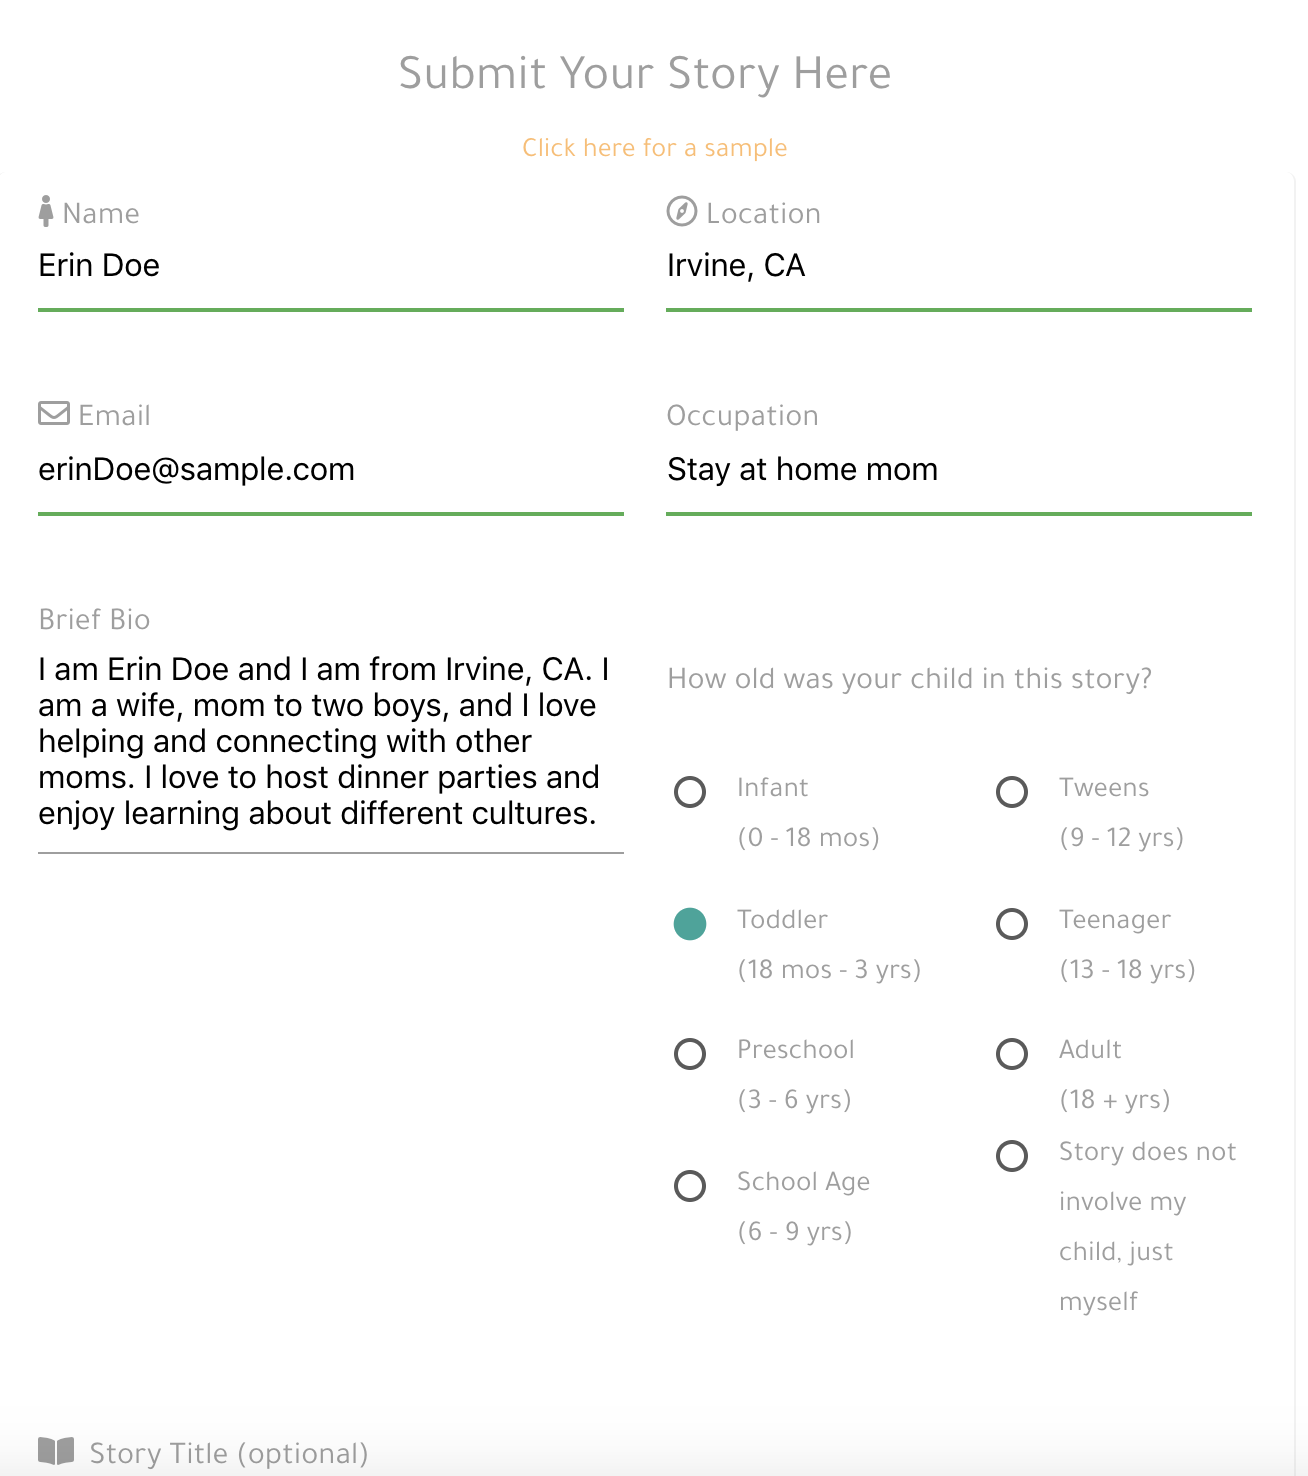 Submit Your Story Here
Click here for a sample
Name
Erin Doe
Location
Irvine, CA
Email
erinDoe@sample.com
Occupation
Stay at home mom
Brief Bio
I am Erin Doe and I am from Irvine, CA. I
am a wife, mom to two boys, and I love
helping and connecting with other
moms. I love to host dinner parties and
enjoy learning about different cultures.
How old was your child in this story?
Infant
(0 - 18 mos)
Toddler
(18 mos - 3 yrs)
Preschool
(3 - 6 yrs)
School Age
(6 - 9 yrs)
Tweens
(9 - 12 yrs)
Teenager
(13 - 18 yrs)
Adult
(18 + yrs)
Story does not
involve my
child, just
myself
Story Title (optional)